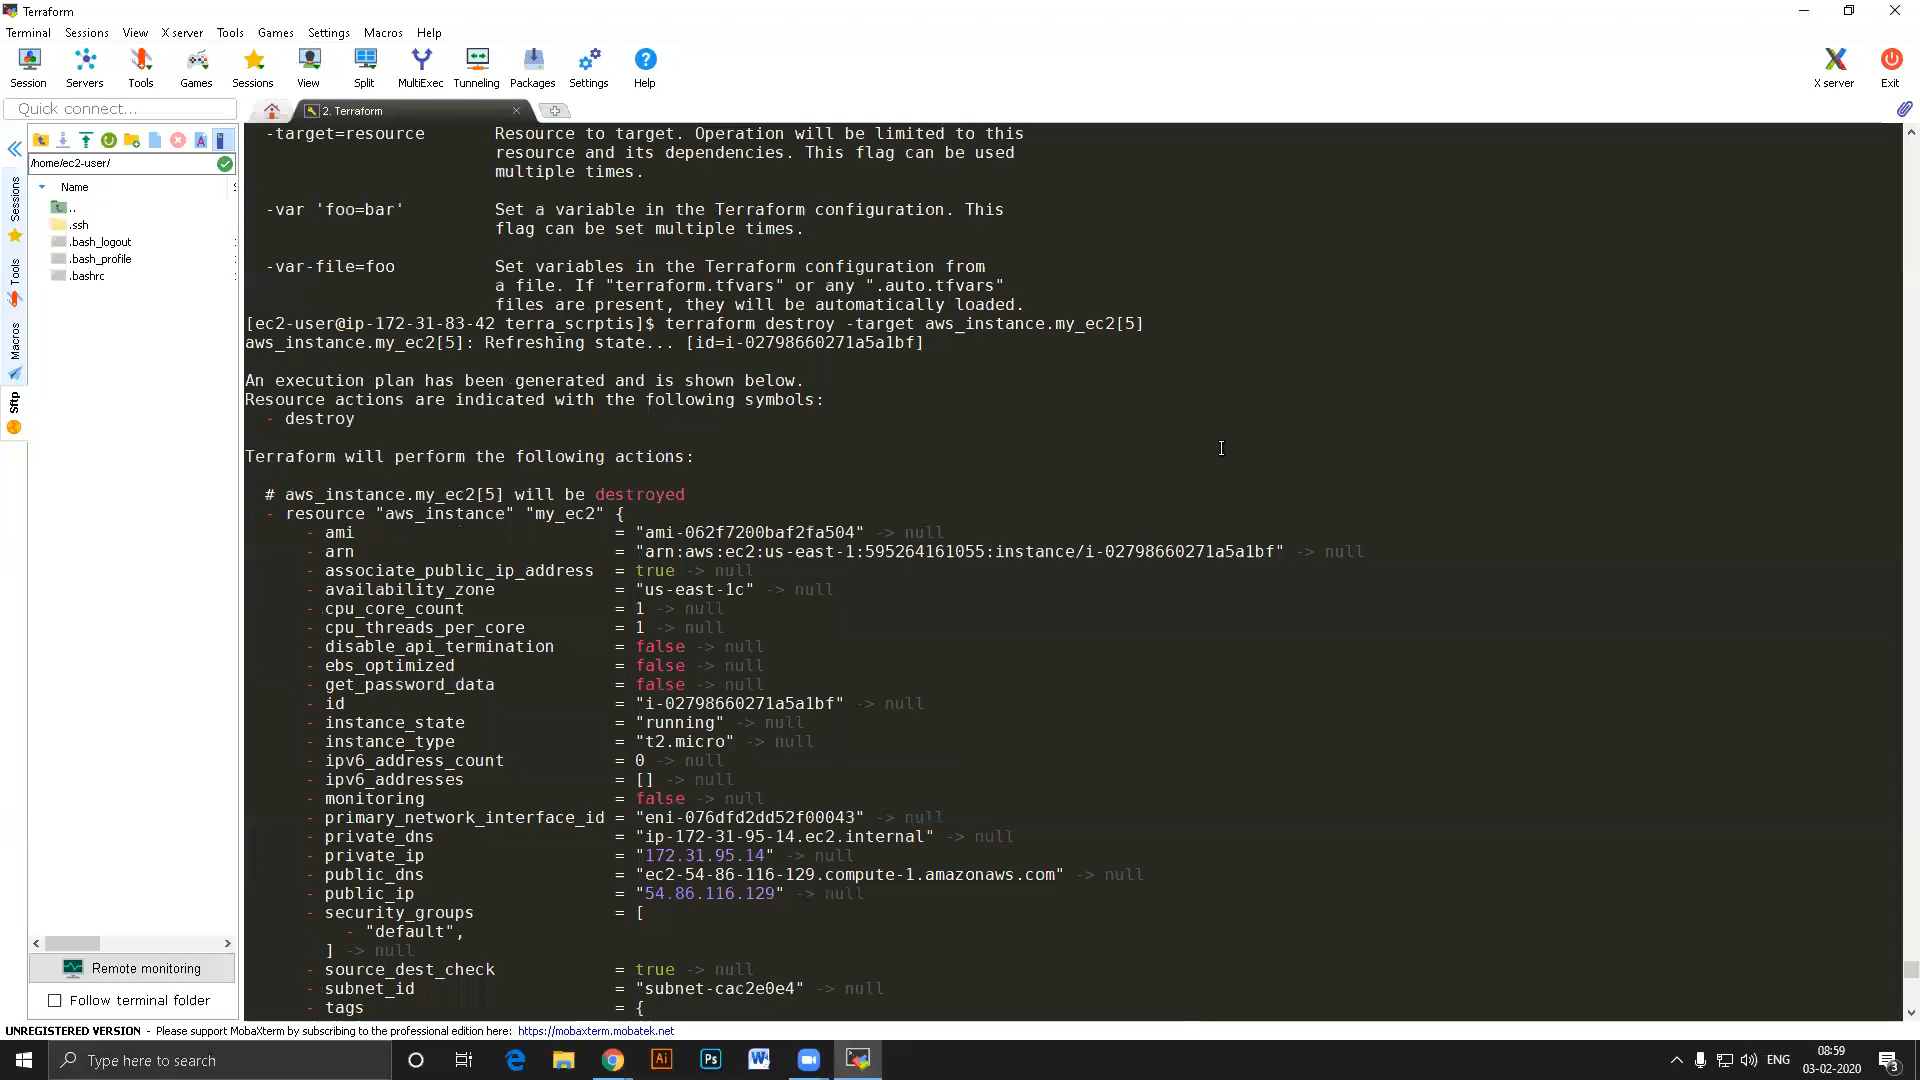 Terraform
Terminal Sessions View X server Tools Games Settings Macros Help
Session Servers Tools Games Sessions View Split MultiExec Tunneling Packages Settings Help X server Exit
Quick connect...
2. Terraform
/home/ec2-user/
Name
..
.ssh
.bash_logout
.bash_profile
.bashrc
Sessions
Tools
Macros
Sftp
Remote monitoring
Follow terminal folder
-target=resource Resource to target. Operation will be limited to this
resource and its dependencies. This flag can be used
multiple times.
-var 'foo=bar' Set a variable in the Terraform configuration. This
flag can be set multiple times.
-var-file=foo Set variables in the Terraform configuration from
a file. If "terraform.tfvars" or any ".auto.tfvars"
files are present, they will be automatically loaded.
[ec2-user@ip-172-31-83-42 terra_scrptis]$ terraform destroy -target aws_instance.my_ec2[5]
aws_instance.my_ec2[5]: Refreshing state... [id=i-02798660271a5a1bf]
An execution plan has been generated and is shown below.
Resource actions are indicated with the following symbols:
- destroy
Terraform will perform the following actions:
# aws_instance.my_ec2[5] will be destroyed
- resource "aws_instance" "my_ec2" {
- ami = "ami-062f7200baf2fa504" -> null
- arn = "arn:aws:ec2:us-east-1:595264161055:instance/i-02798660271a5a1bf" -> null
- associate_public_ip_address = true -> null
- availability_zone = "us-east-1c" -> null
- cpu_core_count = 1 -> null
- cpu_threads_per_core = 1 -> null
- disable_api_termination = false -> null
- ebs_optimized = false -> null
- get_password_data = false -> null
- id = "i-02798660271a5a1bf" -> null
- instance_state = "running" -> null
- instance_type = "t2.micro" -> null
- ipv6_address_count = 0 -> null
- ipv6_addresses = [] -> null
- monitoring = false -> null
- primary_network_interface_id = "eni-076dfd2dd52f00043" -> null
- private_dns = "ip-172-31-95-14.ec2.internal" -> null
- private_ip = "172.31.95.14" -> null
- public_dns = "ec2-54-86-116-129.compute-1.amazonaws.com" -> null
- public_ip = "54.86.116.129" -> null
- security_groups = [
- "default",
] -> null
- source_dest_check = true -> null
- subnet_id = "subnet-cac2e0e4" -> null
- tags = {
UNREGISTERED VERSION - Please support MobaXterm by subscribing to the professional edition here: https://mobaxterm.mobatek.net
Type here to search
Ai
Ps
ENG
08:59
03-02-2020
3